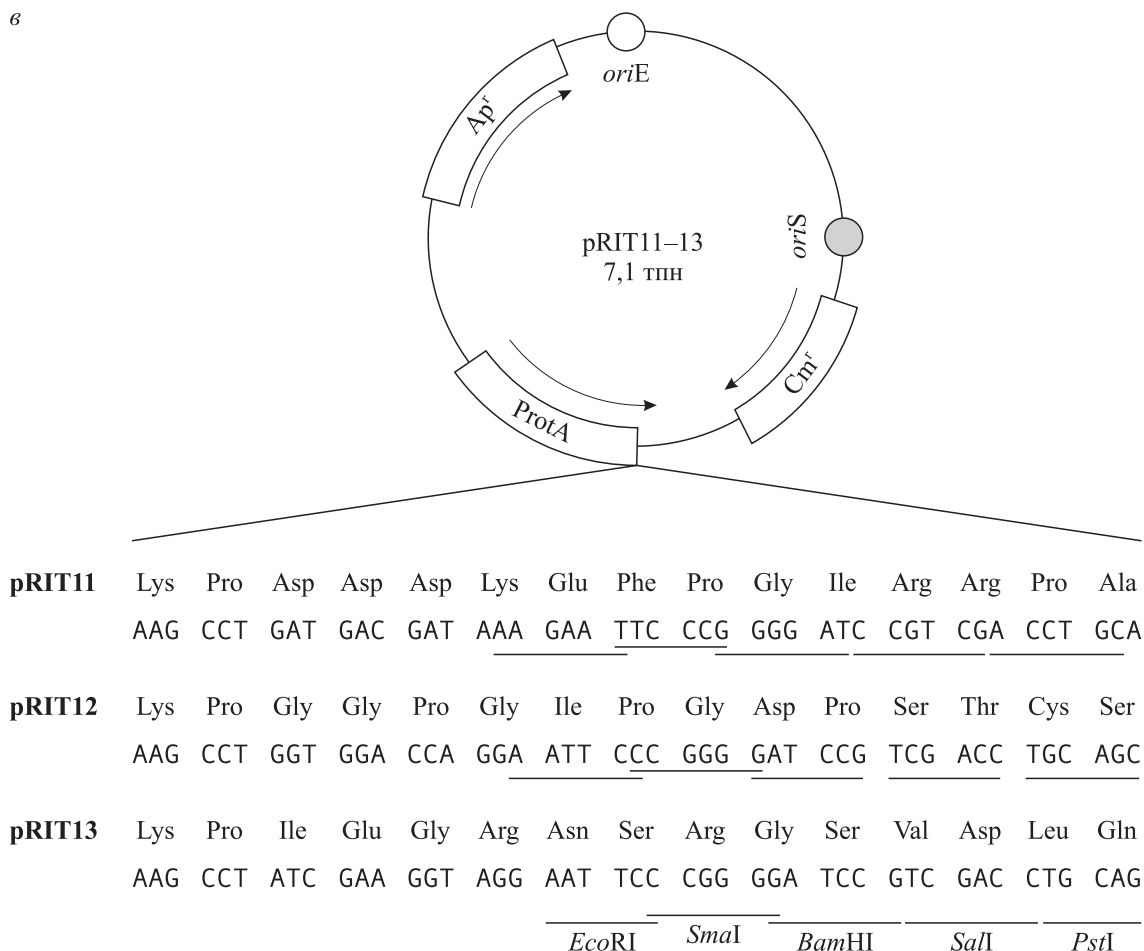 в
oriE
Apʳ
oriS
pRIT11–13
7,1 тпн
Cmʳ
ProtA
pRIT11 Lys Pro Asp Asp Asp Lys Glu Phe Pro Gly Ile Arg Arg Pro Ala
AAG CCT GAT GAC GAT AAA GAA TTC CCG GGG ATC CGT CGA CCT GCA
pRIT12 Lys Pro Gly Gly Pro Gly Ile Pro Gly Asp Pro Ser Thr Cys Ser
AAG CCT GGT GGA CCA GGA ATT CCC GGG GAT CCG TCG ACC TGC AGC
pRIT13 Lys Pro Ile Glu Gly Arg Asn Ser Arg Gly Ser Val Asp Leu Gln
AAG CCT ATC GAA GGT AGG AAT TCC CGG GGA TCC GTC GAC CTG CAG
EcoRI SmaI BamHI SalI PstI